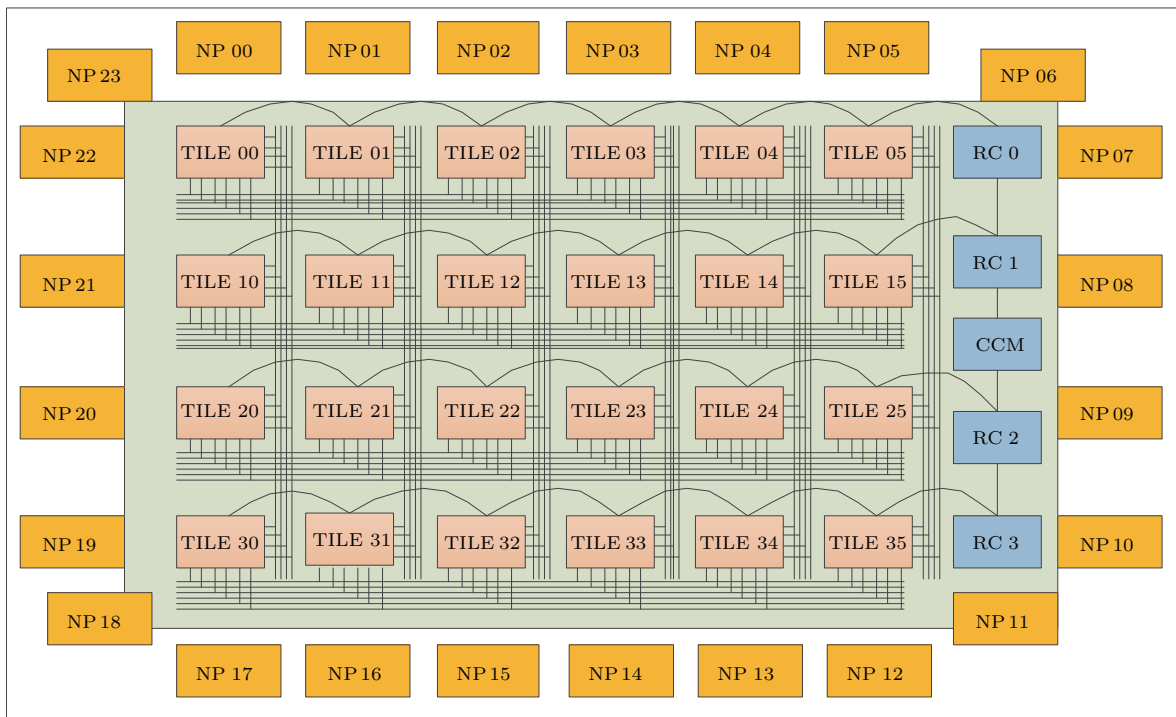 NP 00 NP 01 NP 02 NP 03 NP 04 NP 05
NP 23 NP 06
NP 22 TILE 00 TILE 01 TILE 02 TILE 03 TILE 04 TILE 05 RC 0 NP 07
NP 21 TILE 10 TILE 11 TILE 12 TILE 13 TILE 14 TILE 15 RC 1 NP 08
CCM
NP 20 TILE 20 TILE 21 TILE 22 TILE 23 TILE 24 TILE 25 RC 2 NP 09
NP 19 TILE 30 TILE 31 TILE 32 TILE 33 TILE 34 TILE 35 RC 3 NP 10
NP 18 NP 11
NP 17 NP 16 NP 15 NP 14 NP 13 NP 12